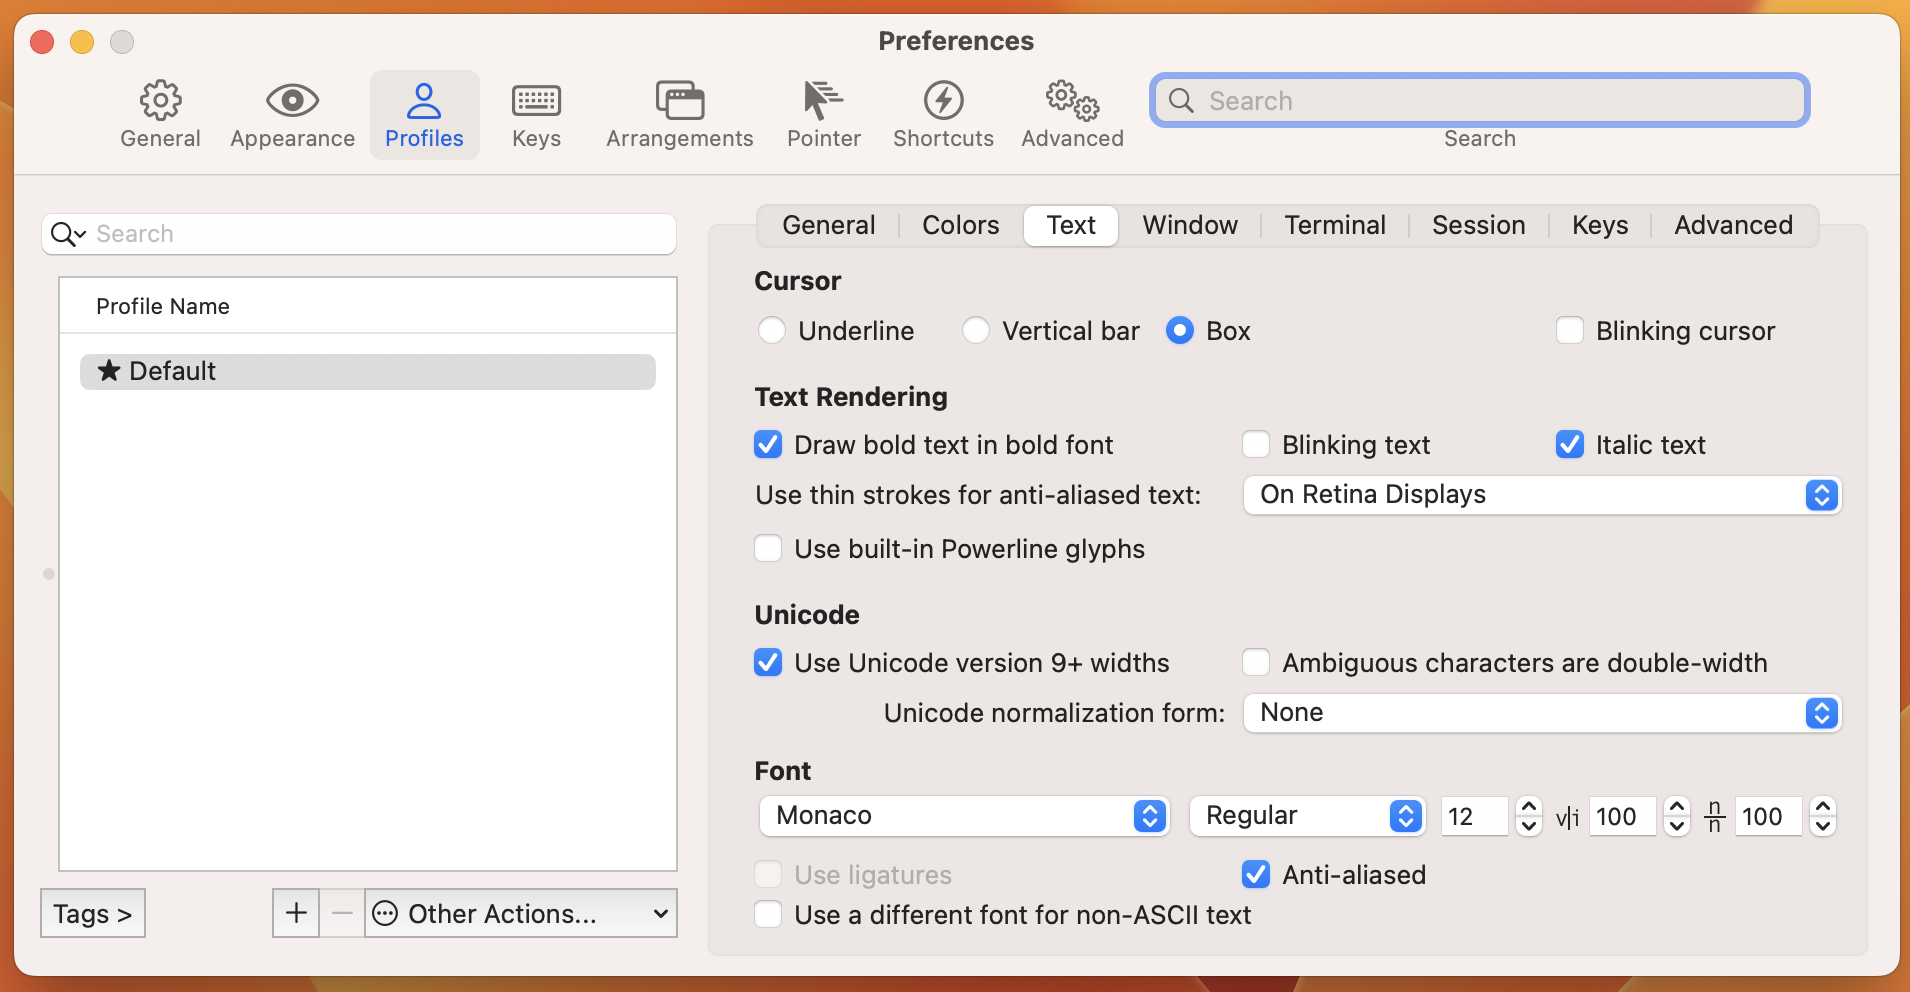 Preferences
General Appearance Profiles Keys Arrangements Pointer Shortcuts Advanced
Search
Search
Search
Profile Name
★ Default
Tags >
+ − Other Actions...
General Colors Text Window Terminal Session Keys Advanced
Cursor
Underline Vertical bar Box Blinking cursor
Text Rendering
Draw bold text in bold font Blinking text Italic text
Use thin strokes for anti-aliased text: On Retina Displays
Use built-in Powerline glyphs
Unicode
Use Unicode version 9+ widths Ambiguous characters are double-width
Unicode normalization form: None
Font
Monaco Regular 12 v|i 100 n/n 100
Use ligatures Anti-aliased
Use a different font for non-ASCII text